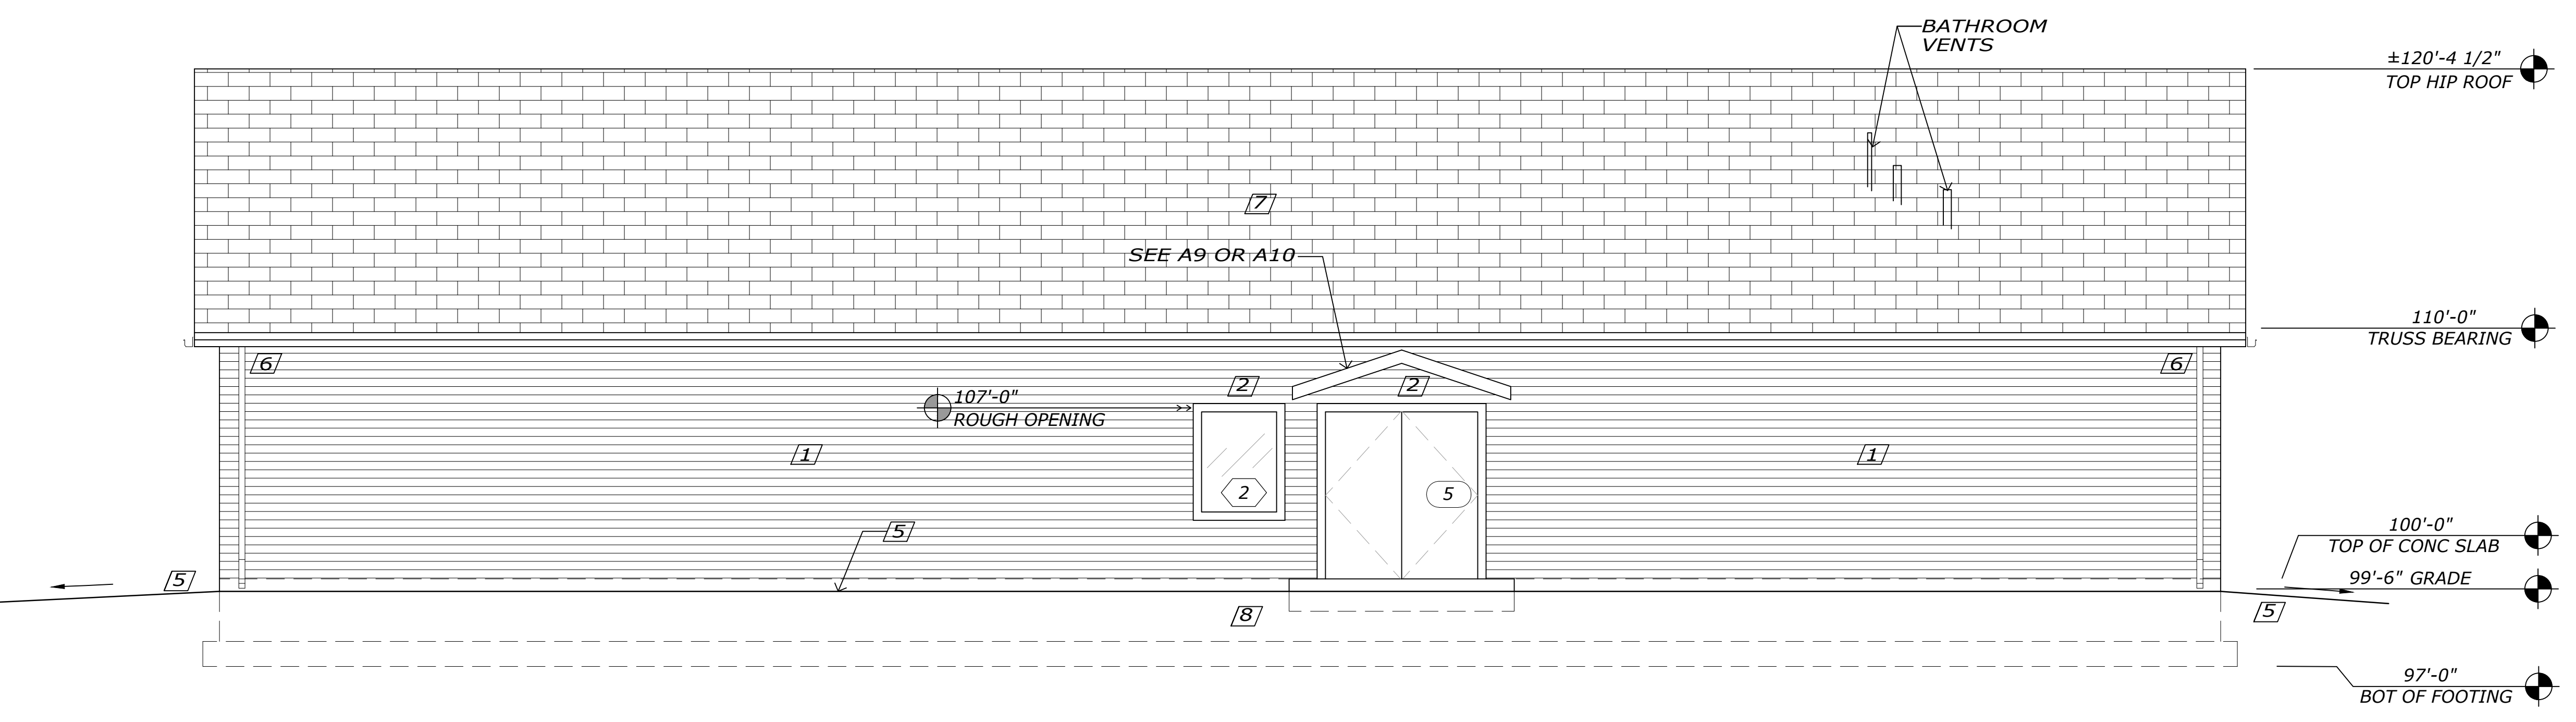 BATHROOM
VENTS
±120'-4 1/2"
TOP HIP ROOF
7
SEE A9 OR A10
110'-0"
TRUSS BEARING
6
6
2
2
107'-0"
ROUGH OPENING
1
1
2
5
5
100'-0"
TOP OF CONC SLAB
5
99'-6" GRADE
8
5
97'-0"
BOT OF FOOTING